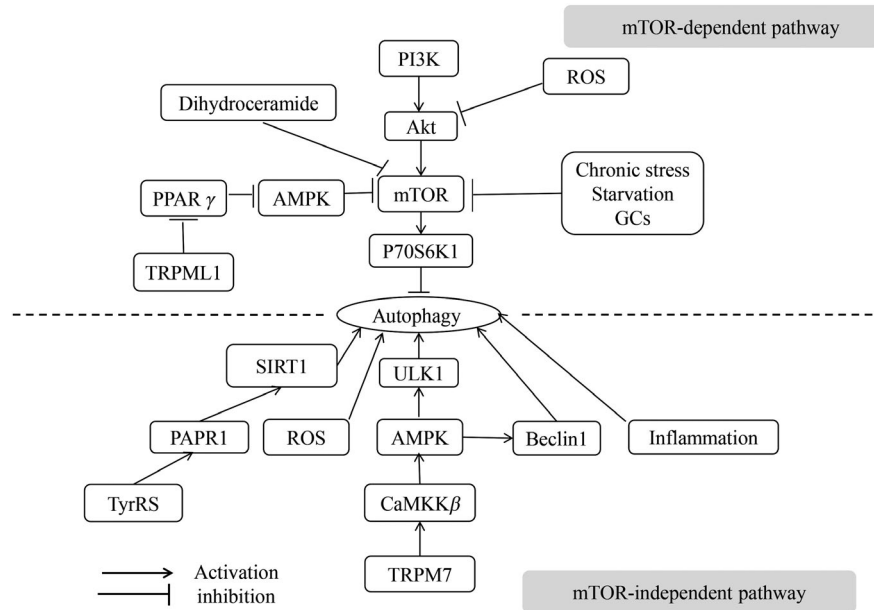 mTOR-dependent pathway
PI3K
ROS
Dihydroceramide
Akt
Chronic stress
Starvation
GCs
PPAR γ
AMPK
mTOR
P70S6K1
TRPML1
Autophagy
SIRT1
ULK1
PAPR1
ROS
AMPK
Beclin1
Inflammation
TyrRS
CaMKKβ
TRPM7
Activation
inhibition
mTOR-independent pathway